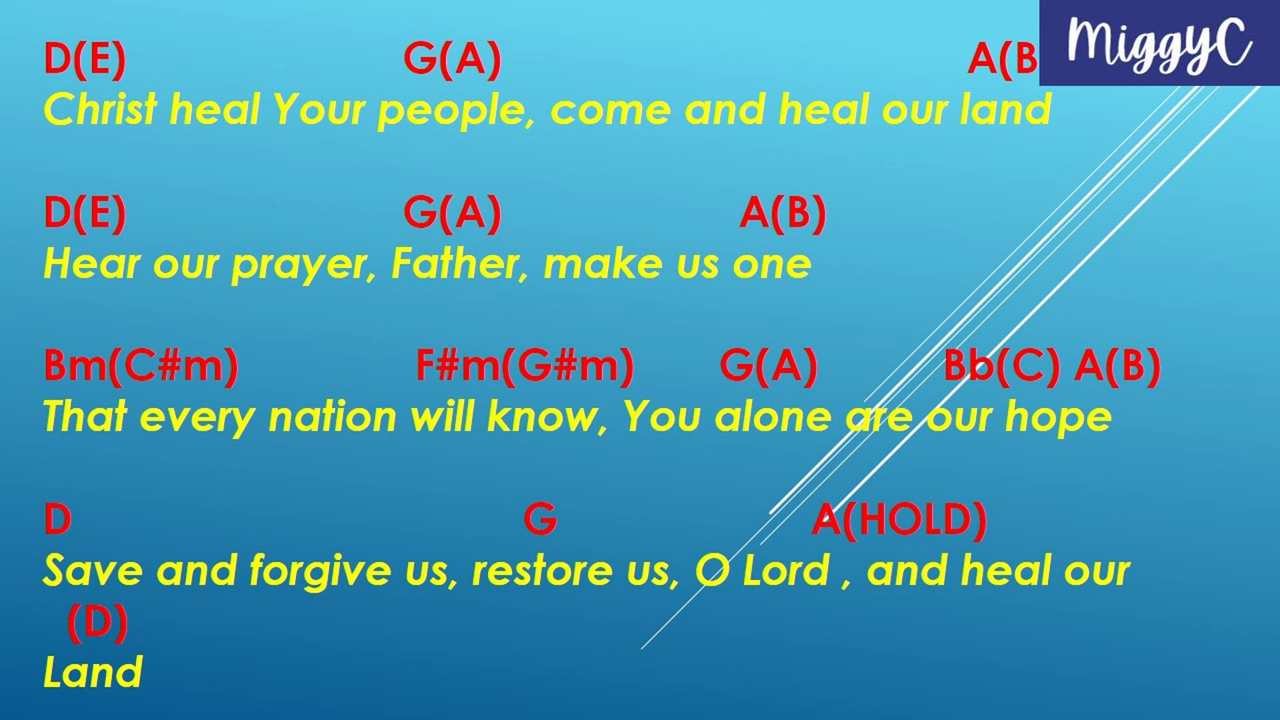 MiggyC
D(E) G(A) A(B
Christ heal Your people, come and heal our land
D(E) G(A) A(B)
Hear our prayer, Father, make us one
Bm(C#m) F#m(G#m) G(A) Bb(C) A(B)
That every nation will know, You alone are our hope
D G A(HOLD)
Save and forgive us, restore us, O Lord , and heal our
(D)
Land